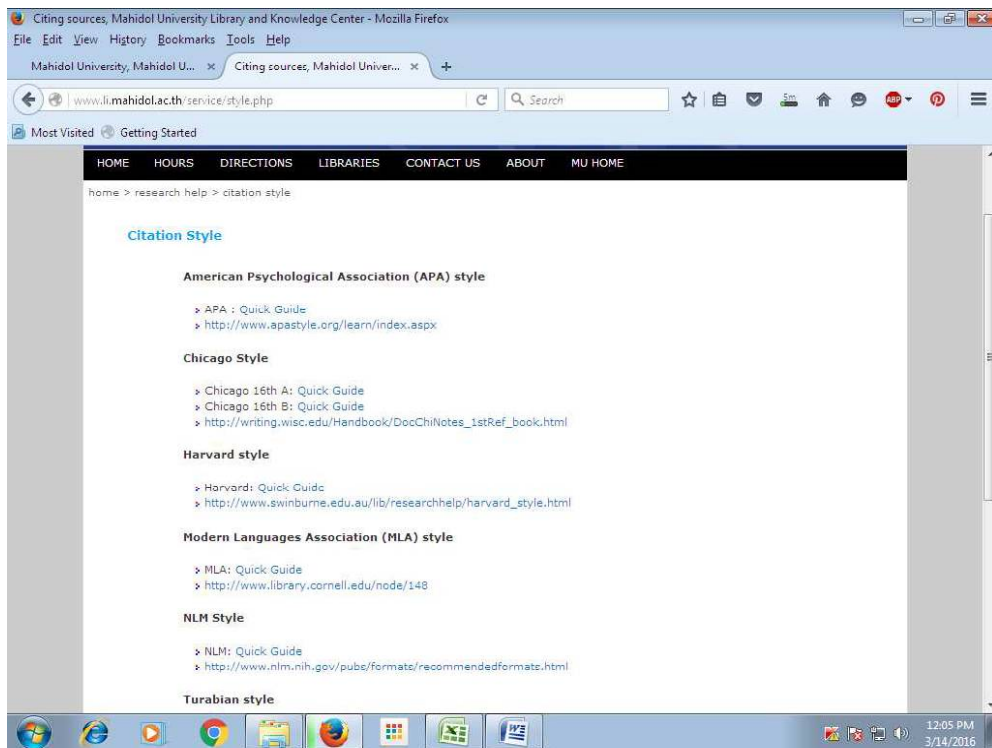 Citing sources, Mahidol University Library and Knowledge Center - Mozilla Firefox
File Edit View History Bookmarks Tools Help
Mahidol University, Mahidol U... × Citing sources, Mahidol Univer... × +
www.li.mahidol.ac.th/service/style.php Search 5m ABP
Most Visited Getting Started
HOME HOURS DIRECTIONS LIBRARIES CONTACT US ABOUT MU HOME
home > research help > citation style
Citation Style
American Psychological Association (APA) style
APA : Quick Guide
http://www.apastyle.org/learn/index.aspx
Chicago Style
Chicago 16th A: Quick Guide
Chicago 16th B: Quick Guide
http://writing.wisc.edu/Handbook/DocChiNotes_1stRef_book.html
Harvard style
Harvard: Quick Guide
http://www.swinburne.edu.au/lib/researchhelp/harvard_style.html
Modern Languages Association (MLA) style
MLA: Quick Guide
http://www.library.cornell.edu/node/148
NLM Style
NLM: Quick Guide
http://www.nlm.nih.gov/pubs/formats/recommendedformats.html
Turabian style
12:05 PM
3/14/2016